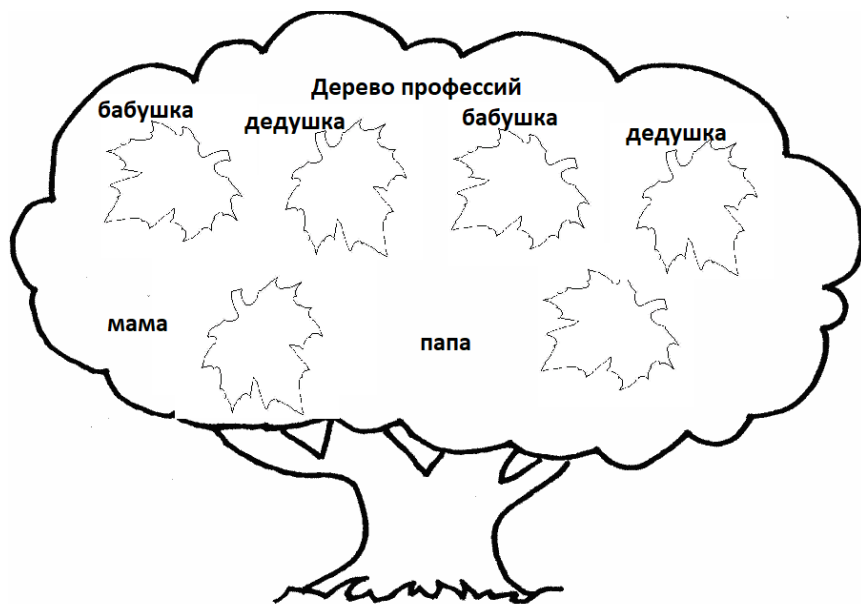 Дерево профессий
бабушка
дедушка
бабушка
дедушка
мама
папа